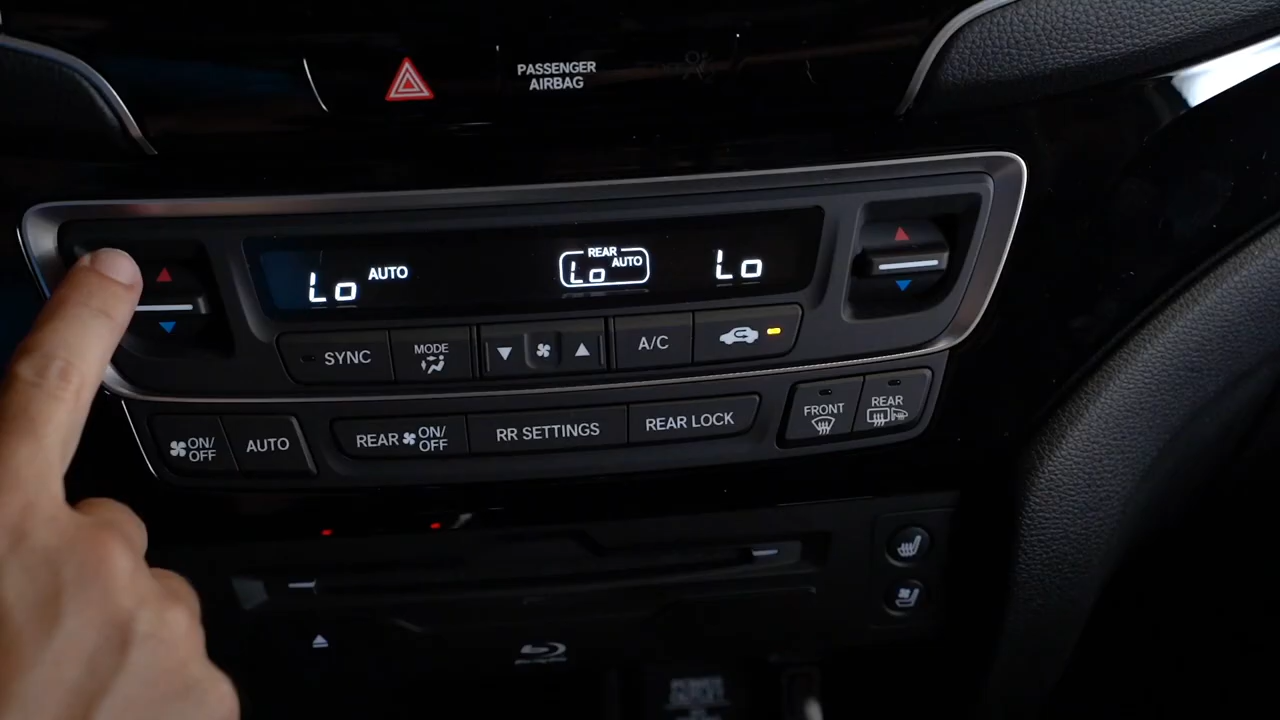 PASSENGER
AIRBAG
Lo AUTO
REAR
Lo AUTO
Lo
SYNC
MODE
A/C
ON/
OFF
AUTO
REAR ON/
OFF
RR SETTINGS
REAR LOCK
FRONT
REAR